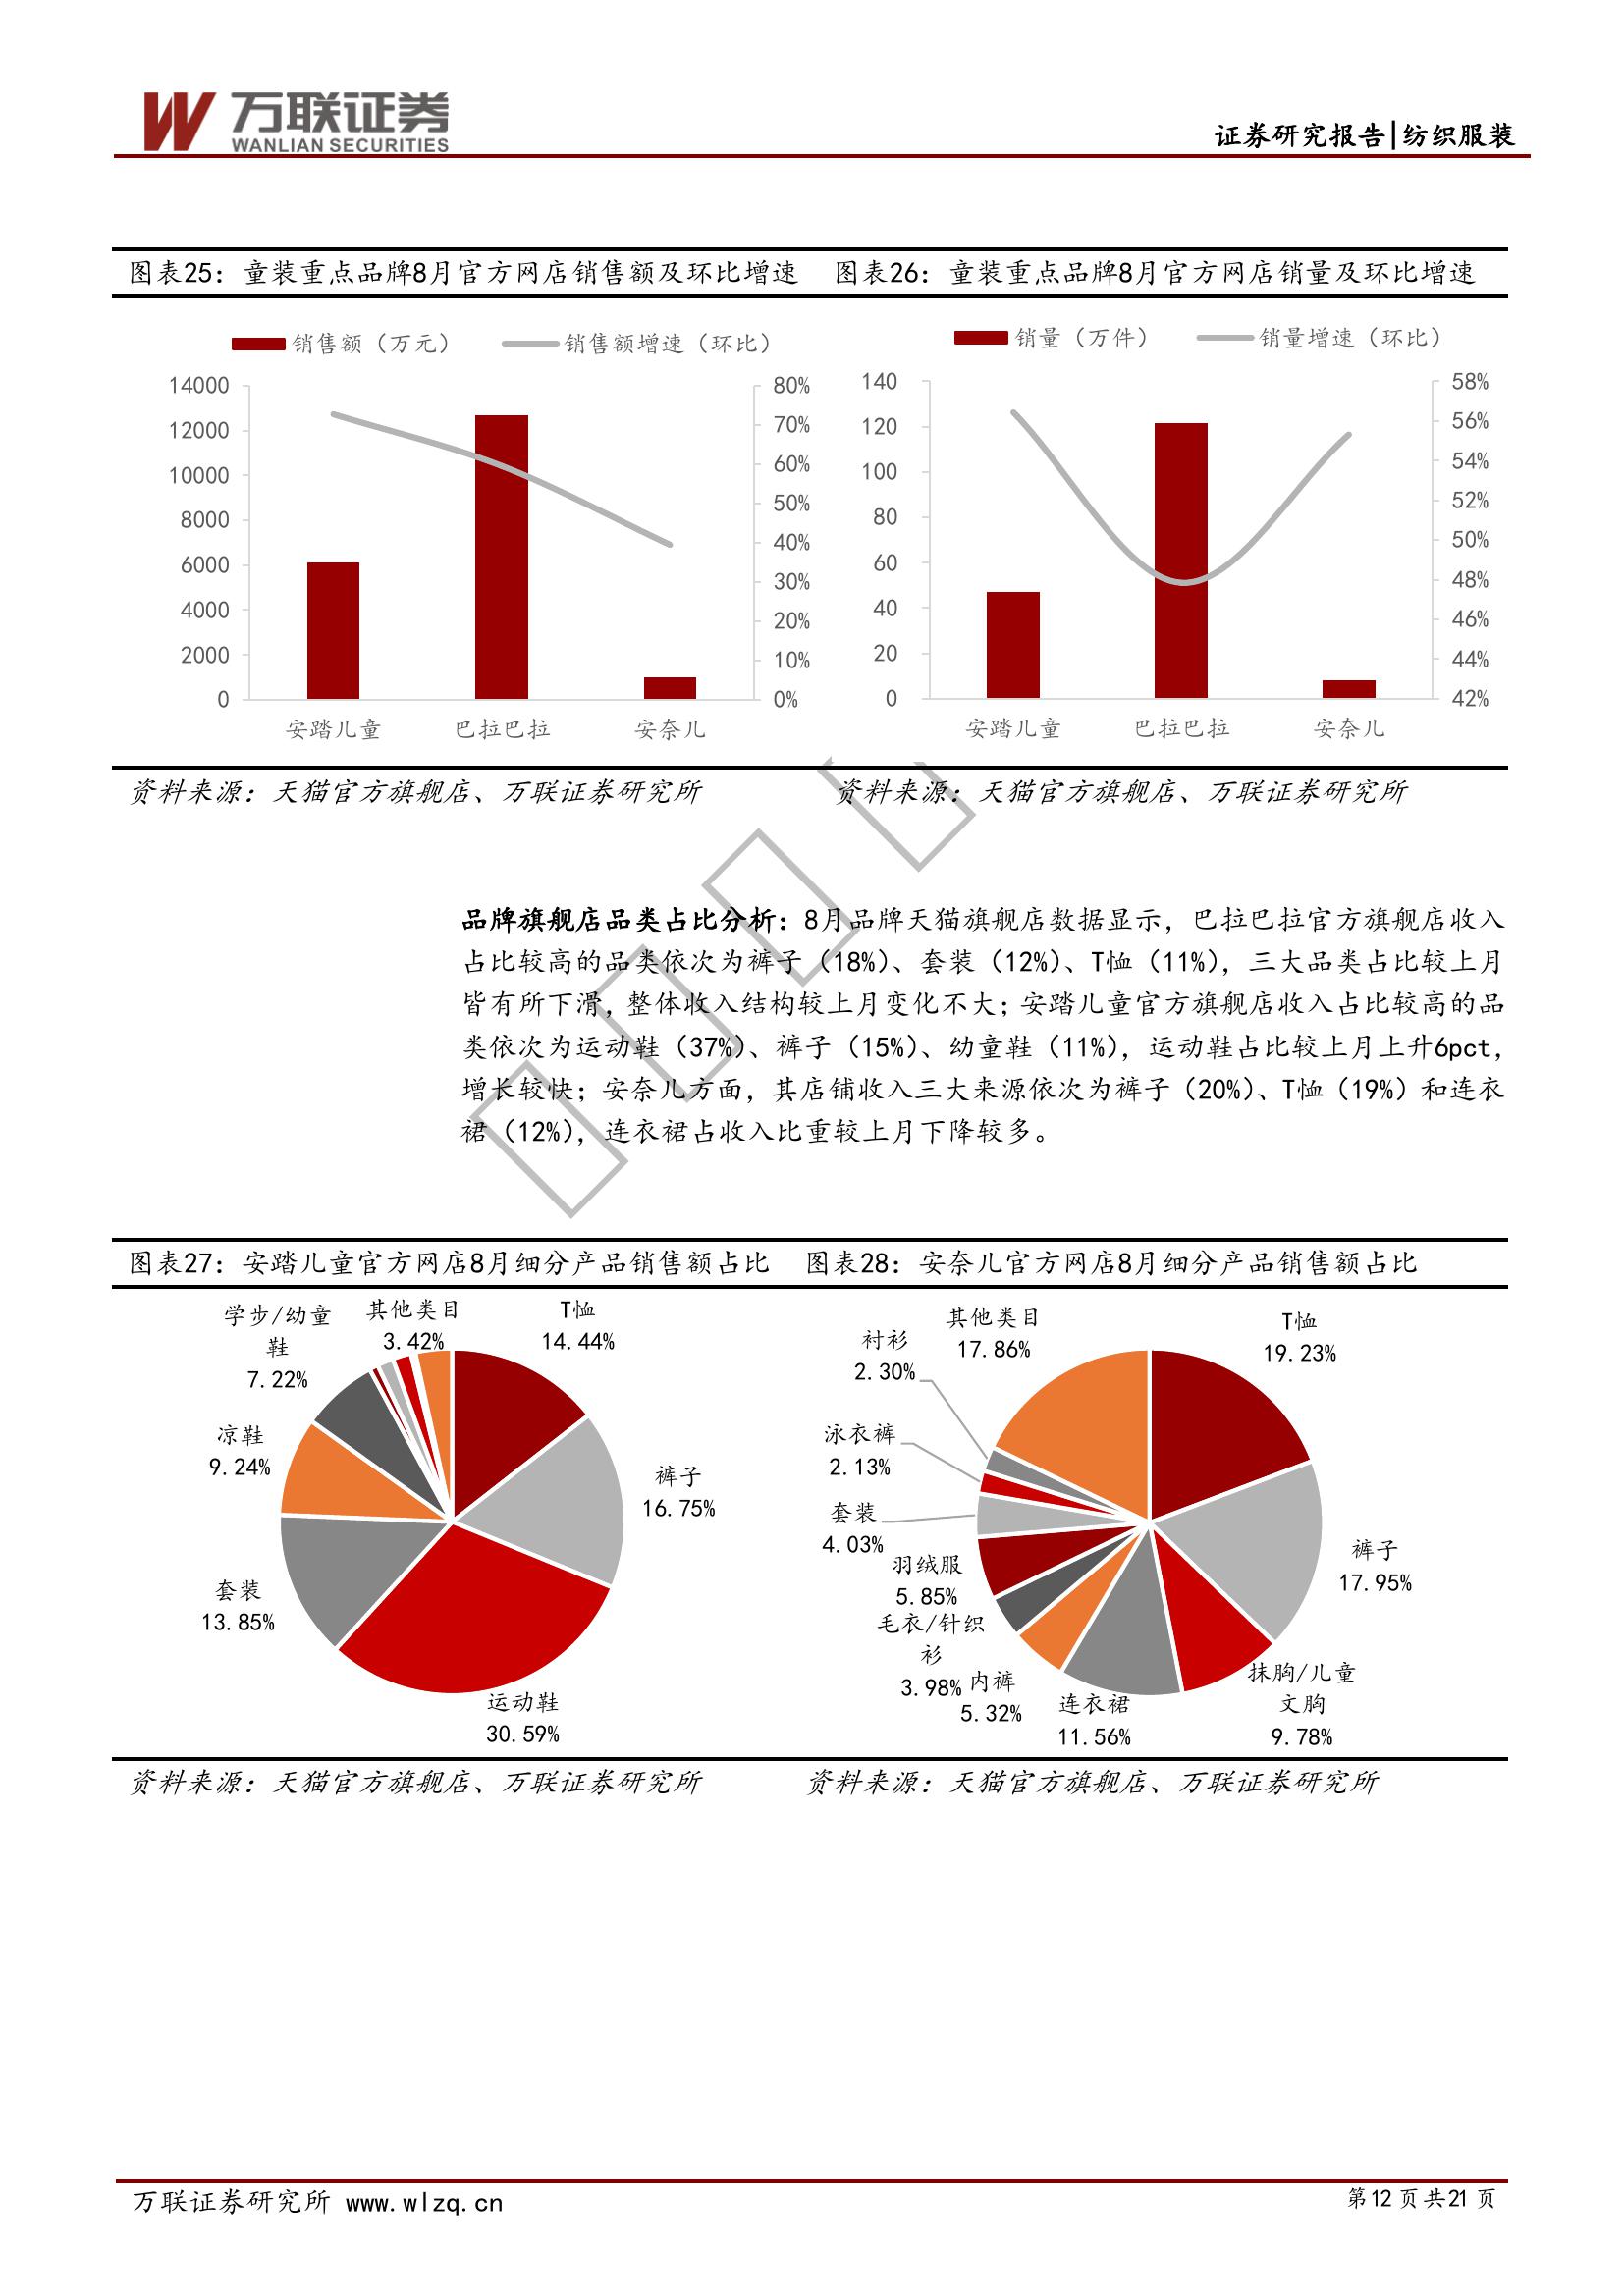 万联证券
WANLIAN SECURITIES
证券研究报告|纺织服装
图表25：童装重点品牌8月官方网店销售额及环比增速
图表26：童装重点品牌8月官方网店销量及环比增速
销售额（万元）
销售额增速（环比）
14000
12000
10000
8000
6000
4000
2000
0
80%
70%
60%
50%
40%
30%
20%
10%
0%
安踏儿童
巴拉巴拉
安奈儿
销量（万件）
销量增速（环比）
140
120
100
80
60
40
20
0
58%
56%
54%
52%
50%
48%
46%
44%
42%
安踏儿童
巴拉巴拉
安奈儿
资料来源：天猫官方旗舰店、万联证券研究所
资料来源：天猫官方旗舰店、万联证券研究所
品牌旗舰店品类占比分析：8月品牌天猫旗舰店数据显示，巴拉巴拉官方旗舰店收入
占比较高的品类依次为裤子（18%）、套装（12%）、T恤（11%），三大品类占比较上月
皆有所下滑，整体收入结构较上月变化不大；安踏儿童官方旗舰店收入占比较高的品
类依次为运动鞋（37%）、裤子（15%）、幼童鞋（11%），运动鞋占比较上月上升6pct，
增长较快；安奈儿方面，其店铺收入三大来源依次为裤子（20%）、T恤（19%）和连衣
裙（12%），连衣裙占收入比重较上月下降较多。
图表27：安踏儿童官方网店8月细分产品销售额占比
图表28：安奈儿官方网店8月细分产品销售额占比
学步/幼童
鞋
7.22%
其他类目
3.42%
T恤
14.44%
凉鞋
9.24%
裤子
16.75%
套装
13.85%
运动鞋
30.59%
其他类目
17.86%
T恤
19.23%
衬衫
2.30%
泳衣裤
2.13%
套装
4.03%
羽绒服
5.85%
毛衣/针织
衫
3.98%
内裤
5.32%
连衣裙
11.56%
抹胸/儿童
文胸
9.78%
裤子
17.95%
资料来源：天猫官方旗舰店、万联证券研究所
资料来源：天猫官方旗舰店、万联证券研究所
万联证券研究所 www.wlzq.cn
第12页共21页